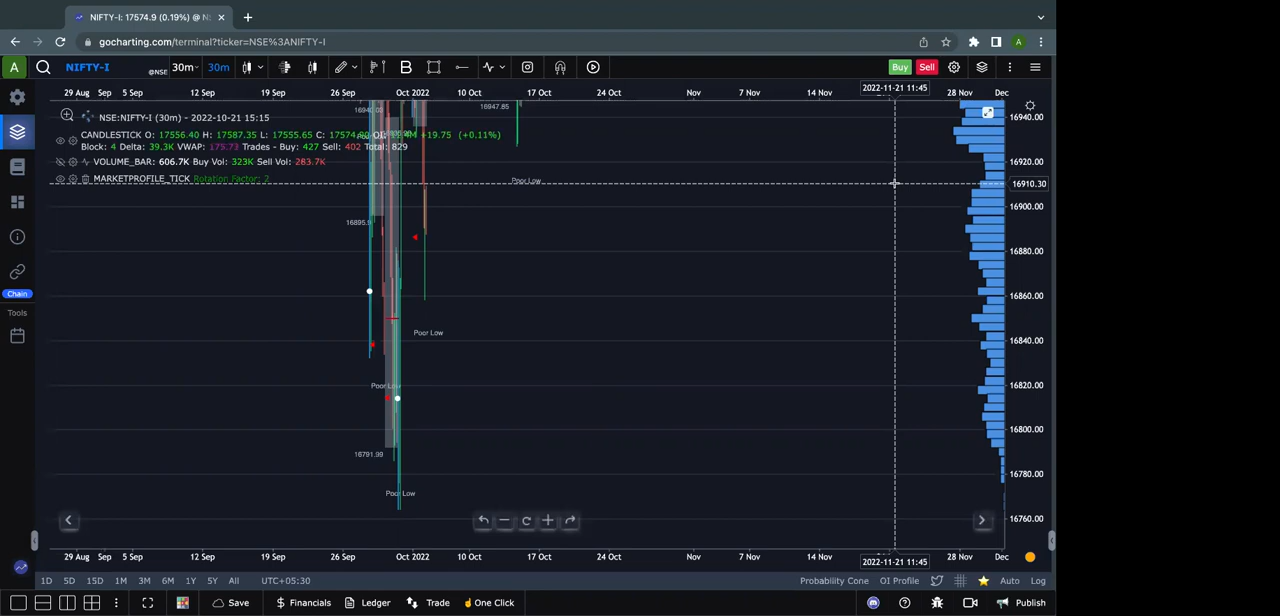 NIFTY-I: 17574.9 (0.19%) @ N
gocharting.com/terminal?ticker=NSE%3ANIFTY-I
A
A NIFTY-I @NSE 30m 30m B Buy Sell
2022-11-21 11:45
29 Aug Sep 5 Sep 12 Sep 19 Sep 26 Sep Oct 2022 10 Oct 17 Oct 24 Oct Nov 7 Nov 14 Nov 28 Nov Dec
NSE:NIFTY-I (30m) - 2022-10-21 15:15
CANDLESTICK O: 17556.40 H: 17587.35 L: 17555.65 C: +19.75 (+0.11%)
Block: 4 Delta: 39.3K VWAP: 175.73 Trades - Buy: 427 Sell: 402 Total: 829
VOLUME_BAR: 606.7K Buy Vol: 323K Sell Vol: 283.7K
MARKETPROFILE_TICK Rotation Factor: 2
16947.85
Poor Low
16895.9
Poor Low
Poor Low
16791.99
Poor Low
16940.00
16920.00
16910.30
16900.00
16880.00
16860.00
16840.00
16820.00
16800.00
16780.00
16760.00
Chain
Tools
29 Aug Sep 5 Sep 12 Sep 19 Sep 26 Sep Oct 2022 10 Oct 17 Oct 24 Oct Nov 7 Nov 14 Nov 28 Nov Dec
2022-11-21 11:45
1D 5D 15D 1M 3M 6M 1Y 5Y All UTC+05:30 Probability Cone OI Profile Auto Log
Save Financials Ledger Trade One Click Publish